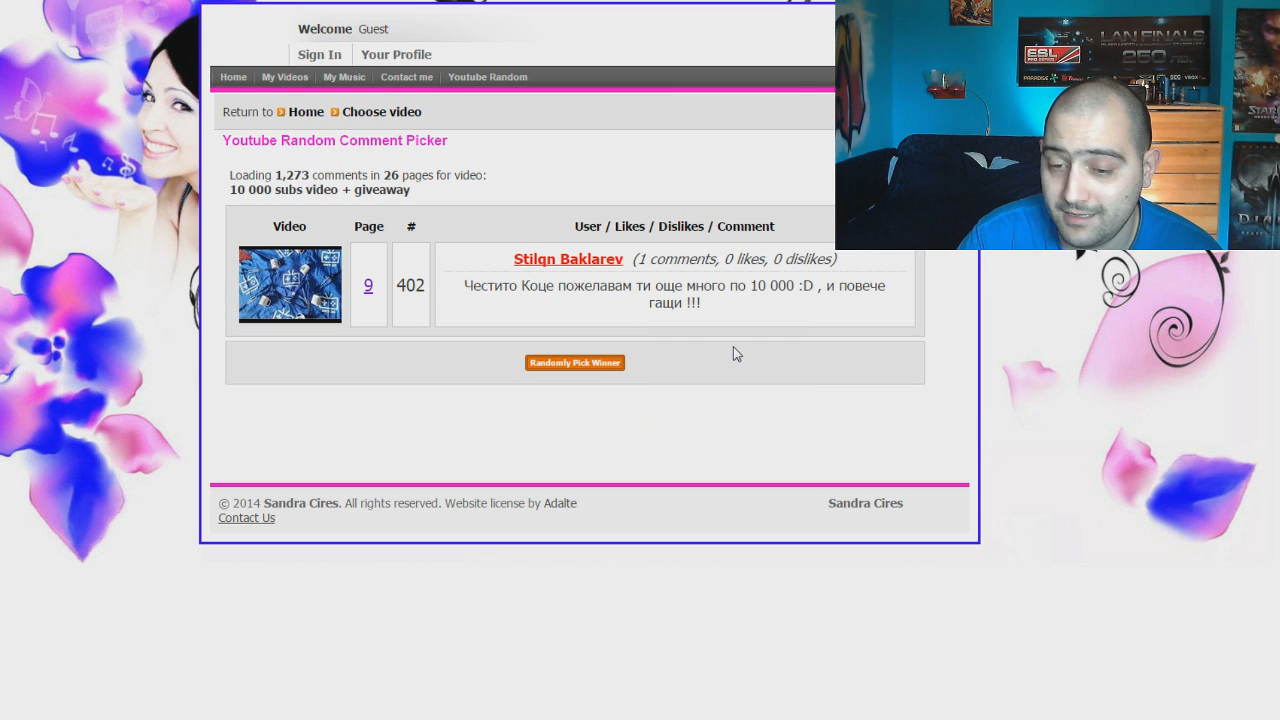 Welcome Guest
Sign In Your Profile
Home My Videos My Music Contact me Youtube Random
Return to Home Choose video
Youtube Random Comment Picker
Loading 1,273 comments in 26 pages for video:
10 000 subs video + giveaway
Video Page # User / Likes / Dislikes / Comment
9 402 Stilqn Baklarev (1 comments, 0 likes, 0 dislikes)
Честито Коце пожелавам ти още много по 10 000 :D , и повече
гащи !!!
Randomly Pick Winner
© 2014 Sandra Cires. All rights reserved. Website license by Adalte Sandra Cires
Contact Us
LAN FINALS
ESL
250 лв.
PARADISE